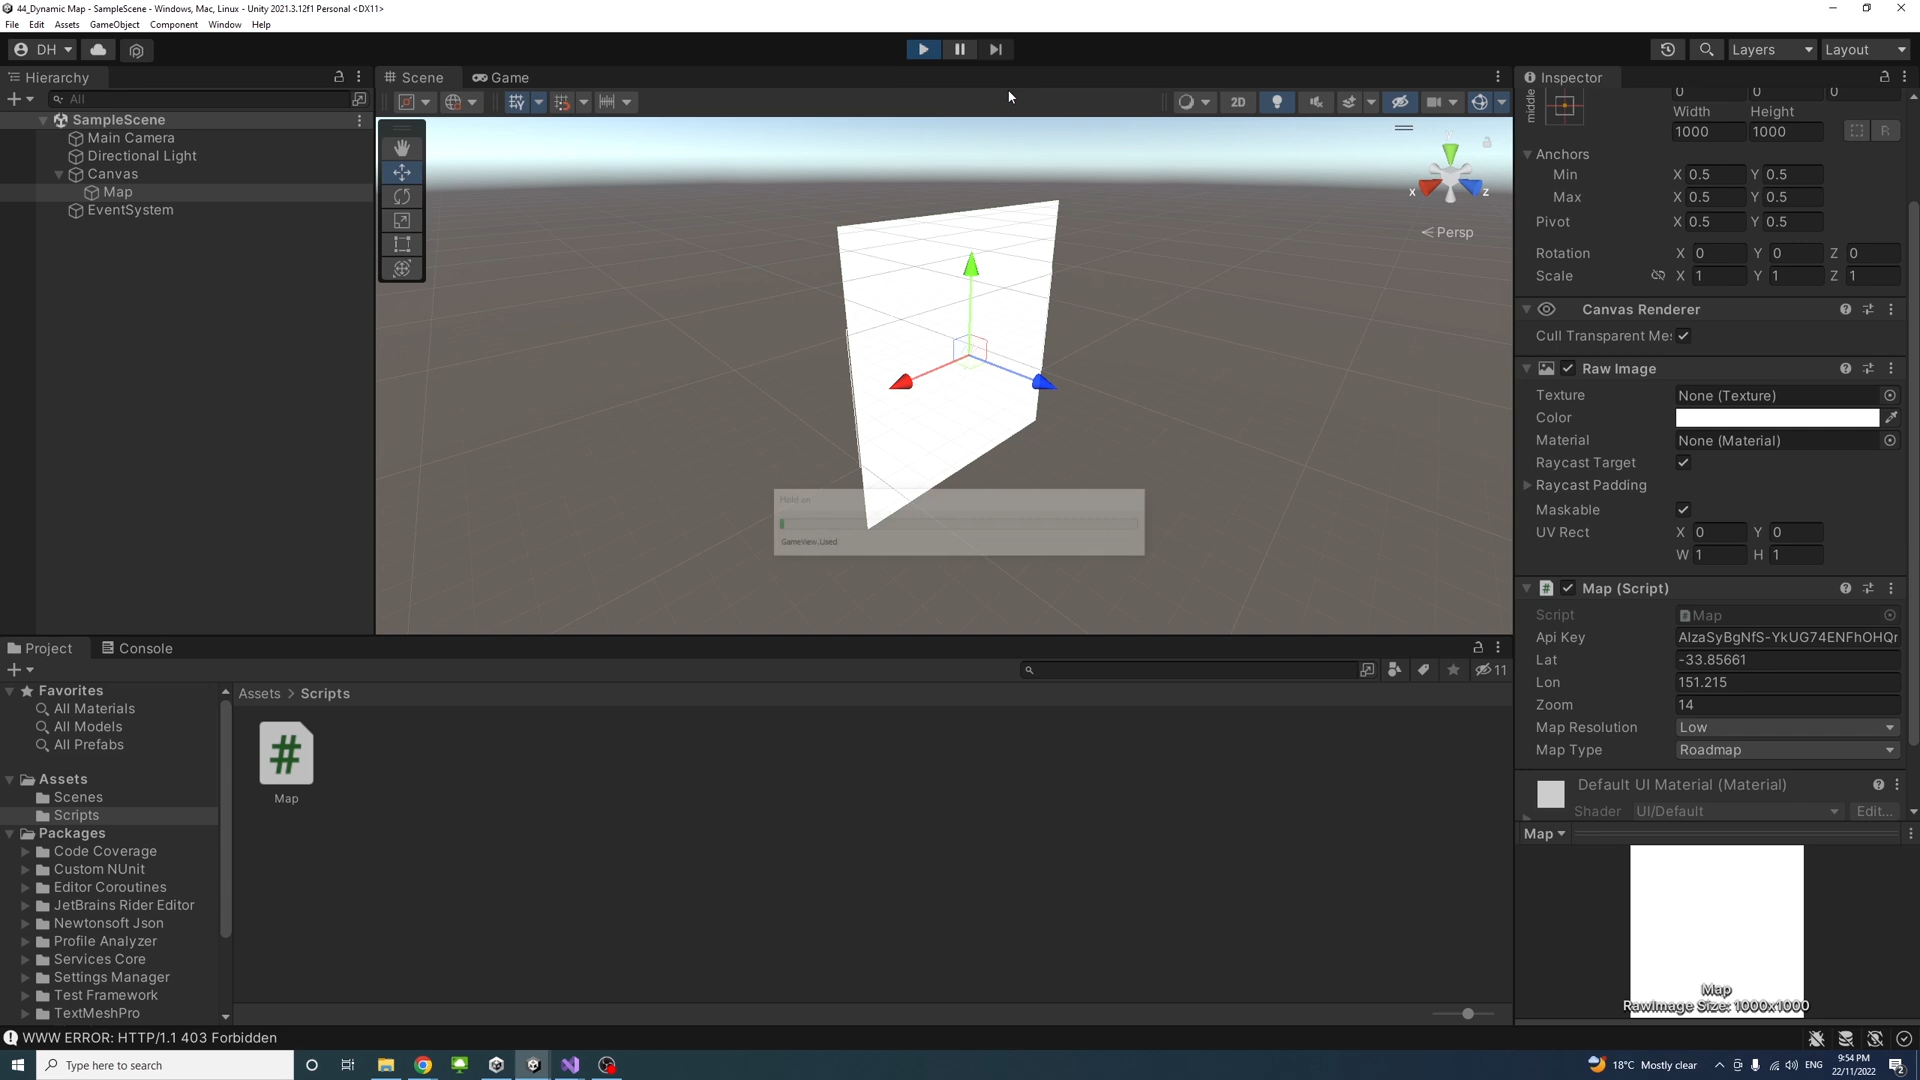 44_Dynamic Map - SampleScene - Windows, Mac, Linux - Unity 2021.3.12f1 Personal <DX11>
File Edit Assets GameObject Component Window Help
DH
Layers
Layout
Hierarchy
All
SampleScene
Main Camera
Directional Light
Canvas
Map
EventSystem
Scene
Game
2D
y
x
z
Persp
Hold on
GameView.Used
Inspector
middle
0 0 0
Width Height
1000 1000
R
Anchors
Min X 0.5 Y 0.5
Max X 0.5 Y 0.5
Pivot X 0.5 Y 0.5
Rotation X 0 Y 0 Z 0
Scale X 1 Y 1 Z 1
Canvas Renderer
Cull Transparent Me:
Raw Image
Texture None (Texture)
Color
Material None (Material)
Raycast Target
Raycast Padding
Maskable
UV Rect X 0 Y 0
W 1 H 1
Map (Script)
Script Map
Api Key AIzaSyBgNfS-YkUG74ENFhOHQr
Lat -33.85661
Lon 151.215
Zoom 14
Map Resolution Low
Map Type Roadmap
Default UI Material (Material)
Shader UI/Default Edit...
Map
Map
RawImage Size: 1000x1000
Project
Console
11
Favorites
All Materials
All Models
All Prefabs
Assets
Scenes
Scripts
Packages
Code Coverage
Custom NUnit
Editor Coroutines
JetBrains Rider Editor
Newtonsoft Json
Profile Analyzer
Services Core
Settings Manager
Test Framework
TextMeshPro
Assets > Scripts
#
Map
WWW ERROR: HTTP/1.1 403 Forbidden
Type here to search
18°C Mostly clear
ENG
9:54 PM
22/11/2022
2